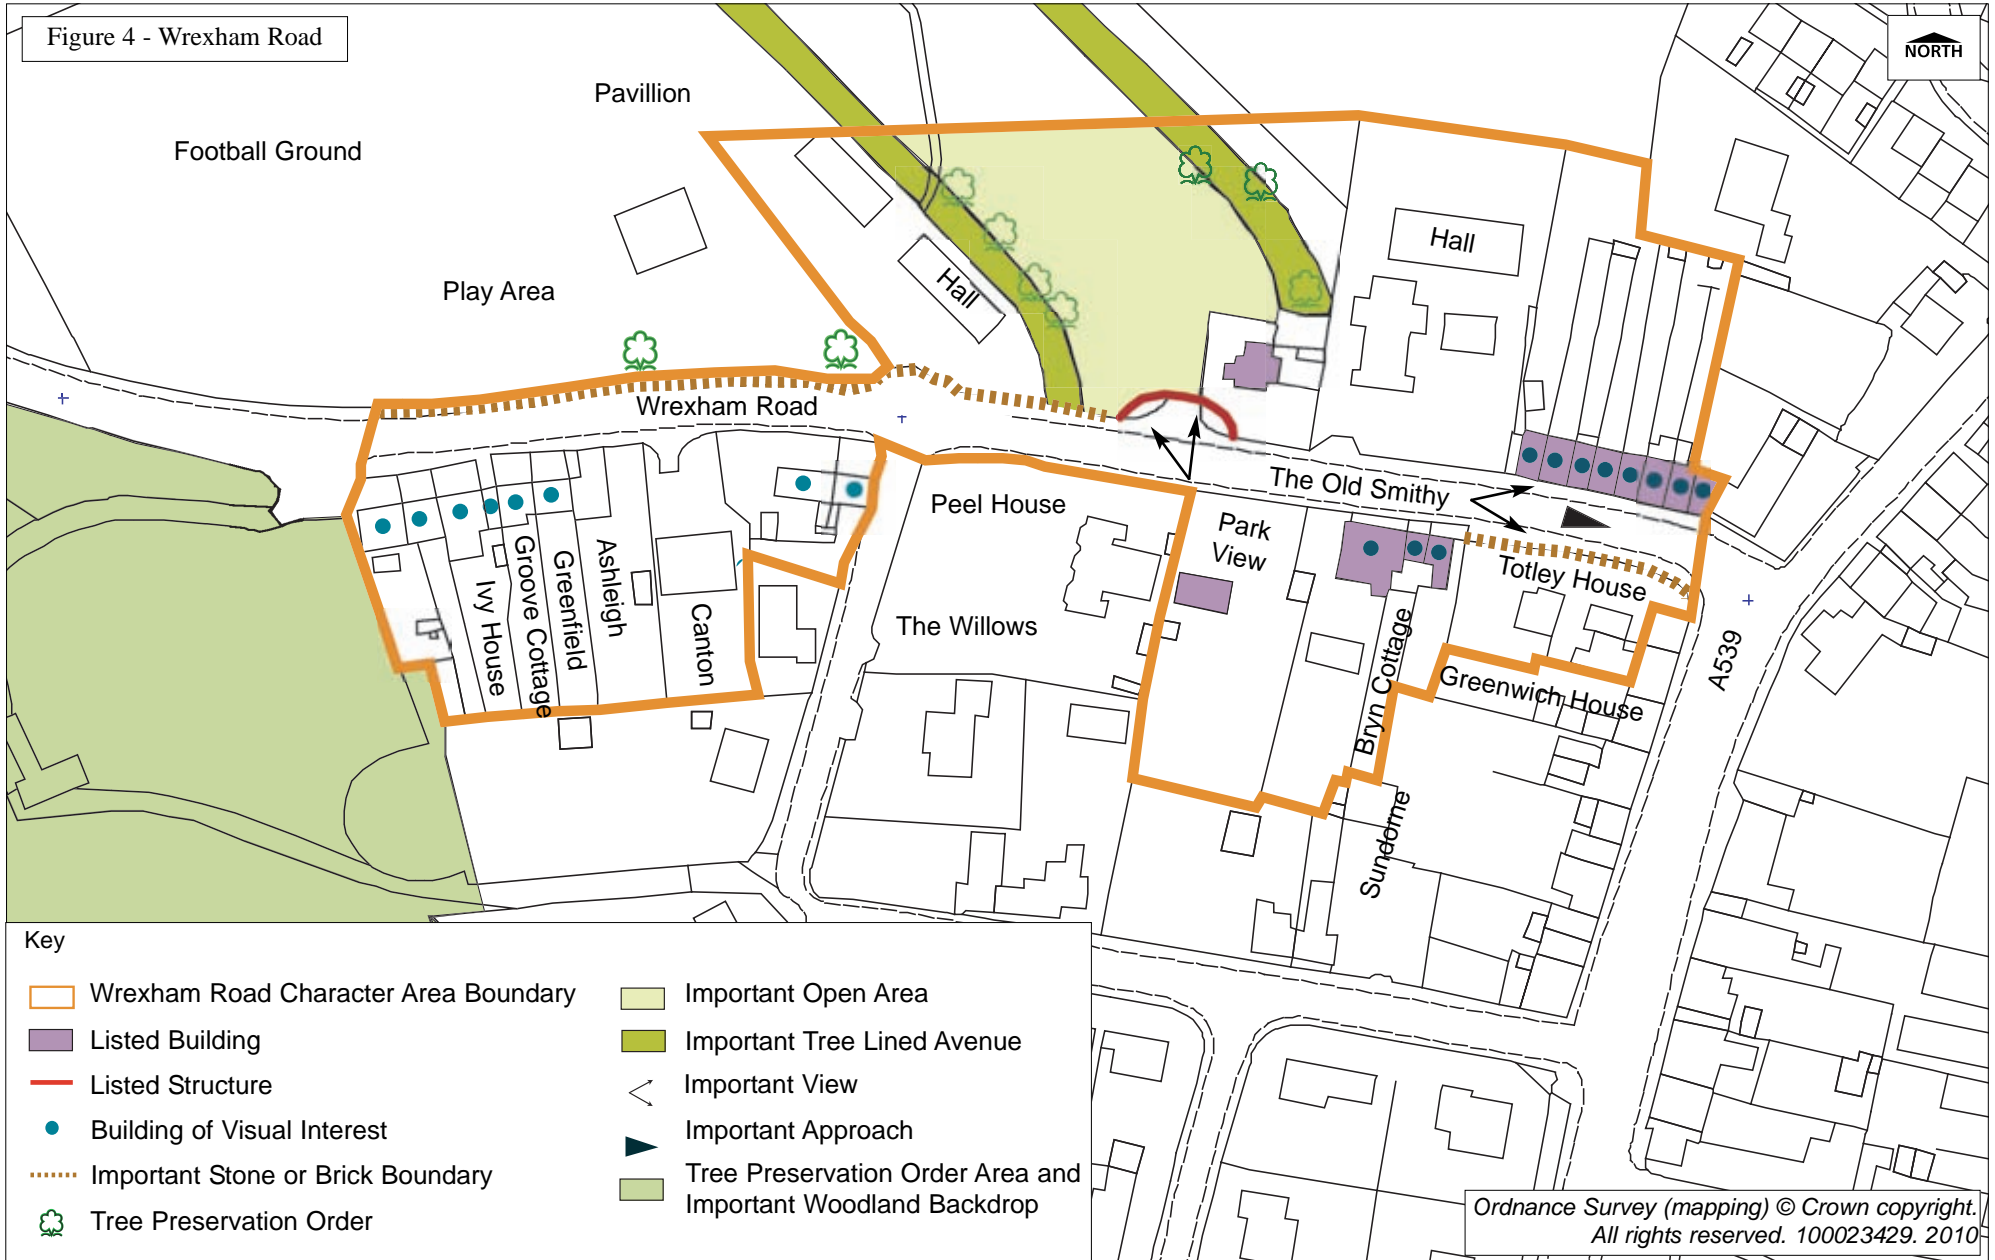 Figure 4 - Wrexham Road
NORTH
Pavillion
Football Ground
Play Area
Hall
Hall
Wrexham Road
The Old Smithy
Peel House
Park
View
The Willows
Totley House
Ivy House
Groove Cottage
Greenfield
Ashleigh
Canton
Bryn Cottage
Greenwich House
A539
Sundorne
Key
Wrexham Road Character Area Boundary
Listed Building
Listed Structure
Building of Visual Interest
Important Stone or Brick Boundary
Tree Preservation Order
Important Open Area
Important Tree Lined Avenue
Important View
Important Approach
Tree Preservation Order Area and
Important Woodland Backdrop
Ordnance Survey (mapping) © Crown copyright.
All rights reserved. 100023429. 2010